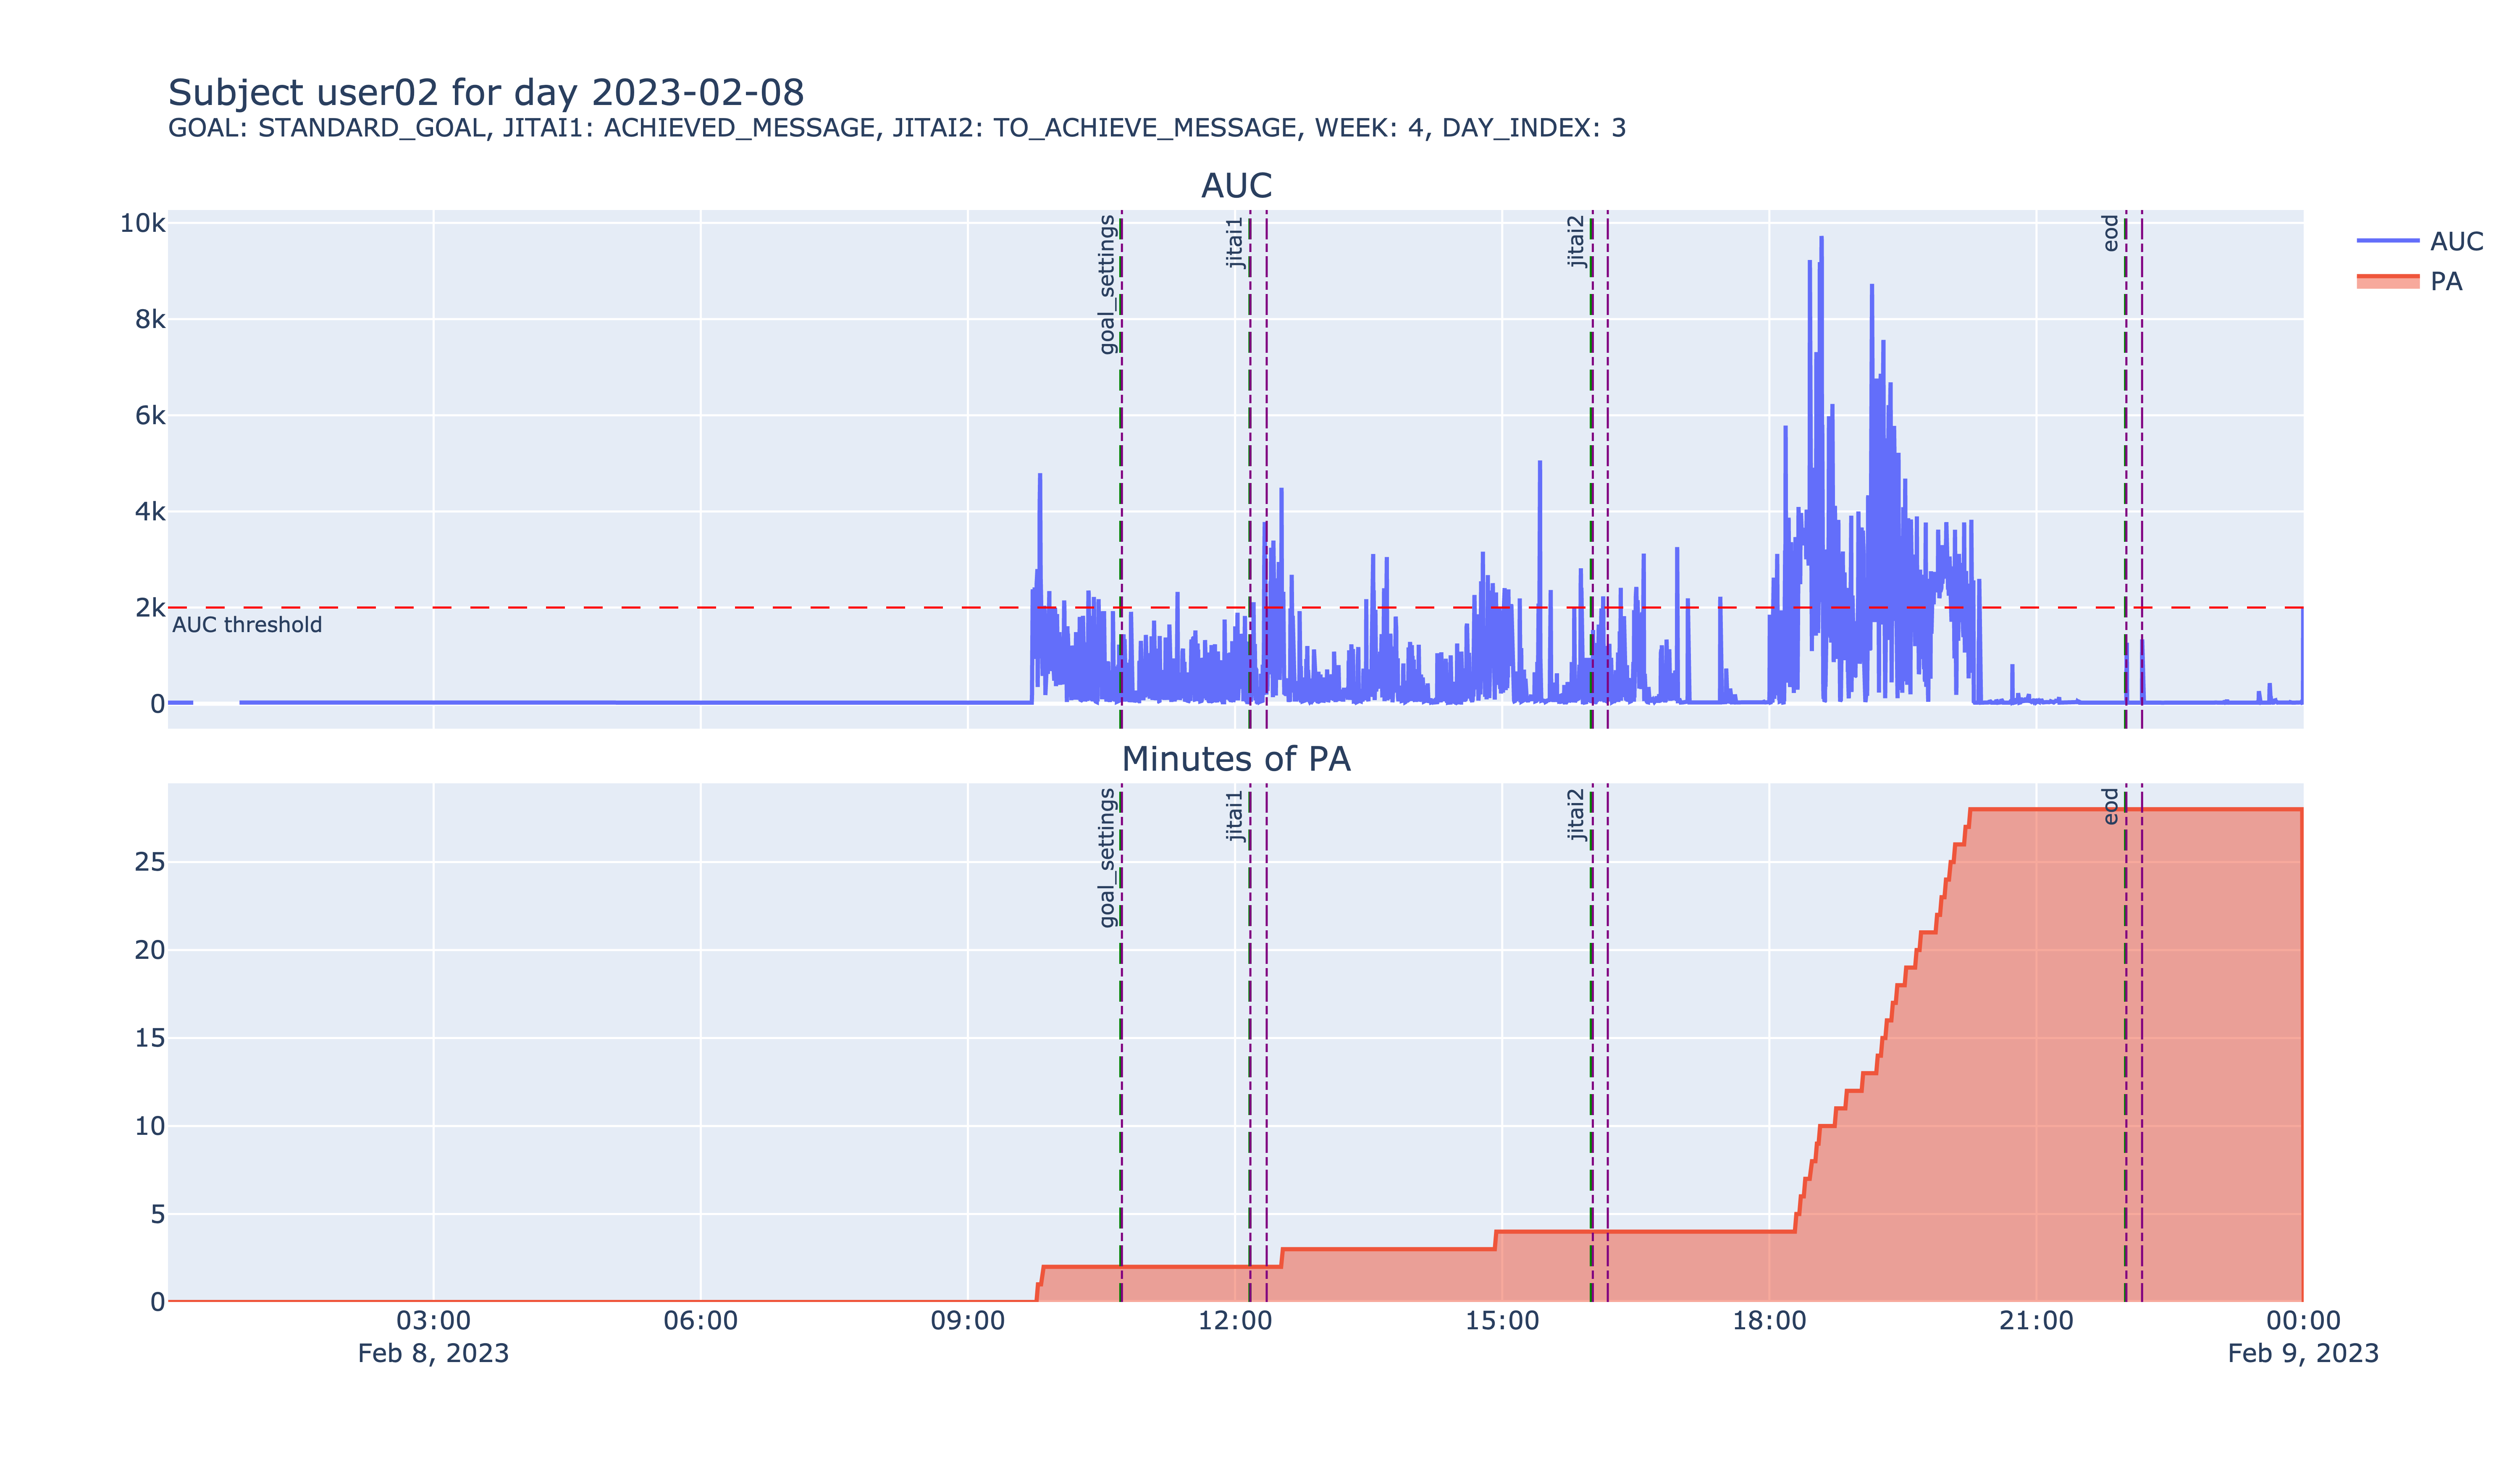 Subject user02 for day 2023-02-08
GOAL: STANDARD_GOAL, JITAI1: ACHIEVED_MESSAGE, JITAI2: TO_ACHIEVE_MESSAGE, WEEK: 4, DAY_INDEX: 3
AUC
10k
8k
6k
4k
2k
0
AUC threshold
goal_settings
jitai1
jitai2
eod
AUC
PA
Minutes of PA
25
20
15
10
5
0
goal_settings
jitai1
jitai2
eod
03:00 06:00 09:00 12:00 15:00 18:00 21:00 00:00
Feb 8, 2023 Feb 9, 2023